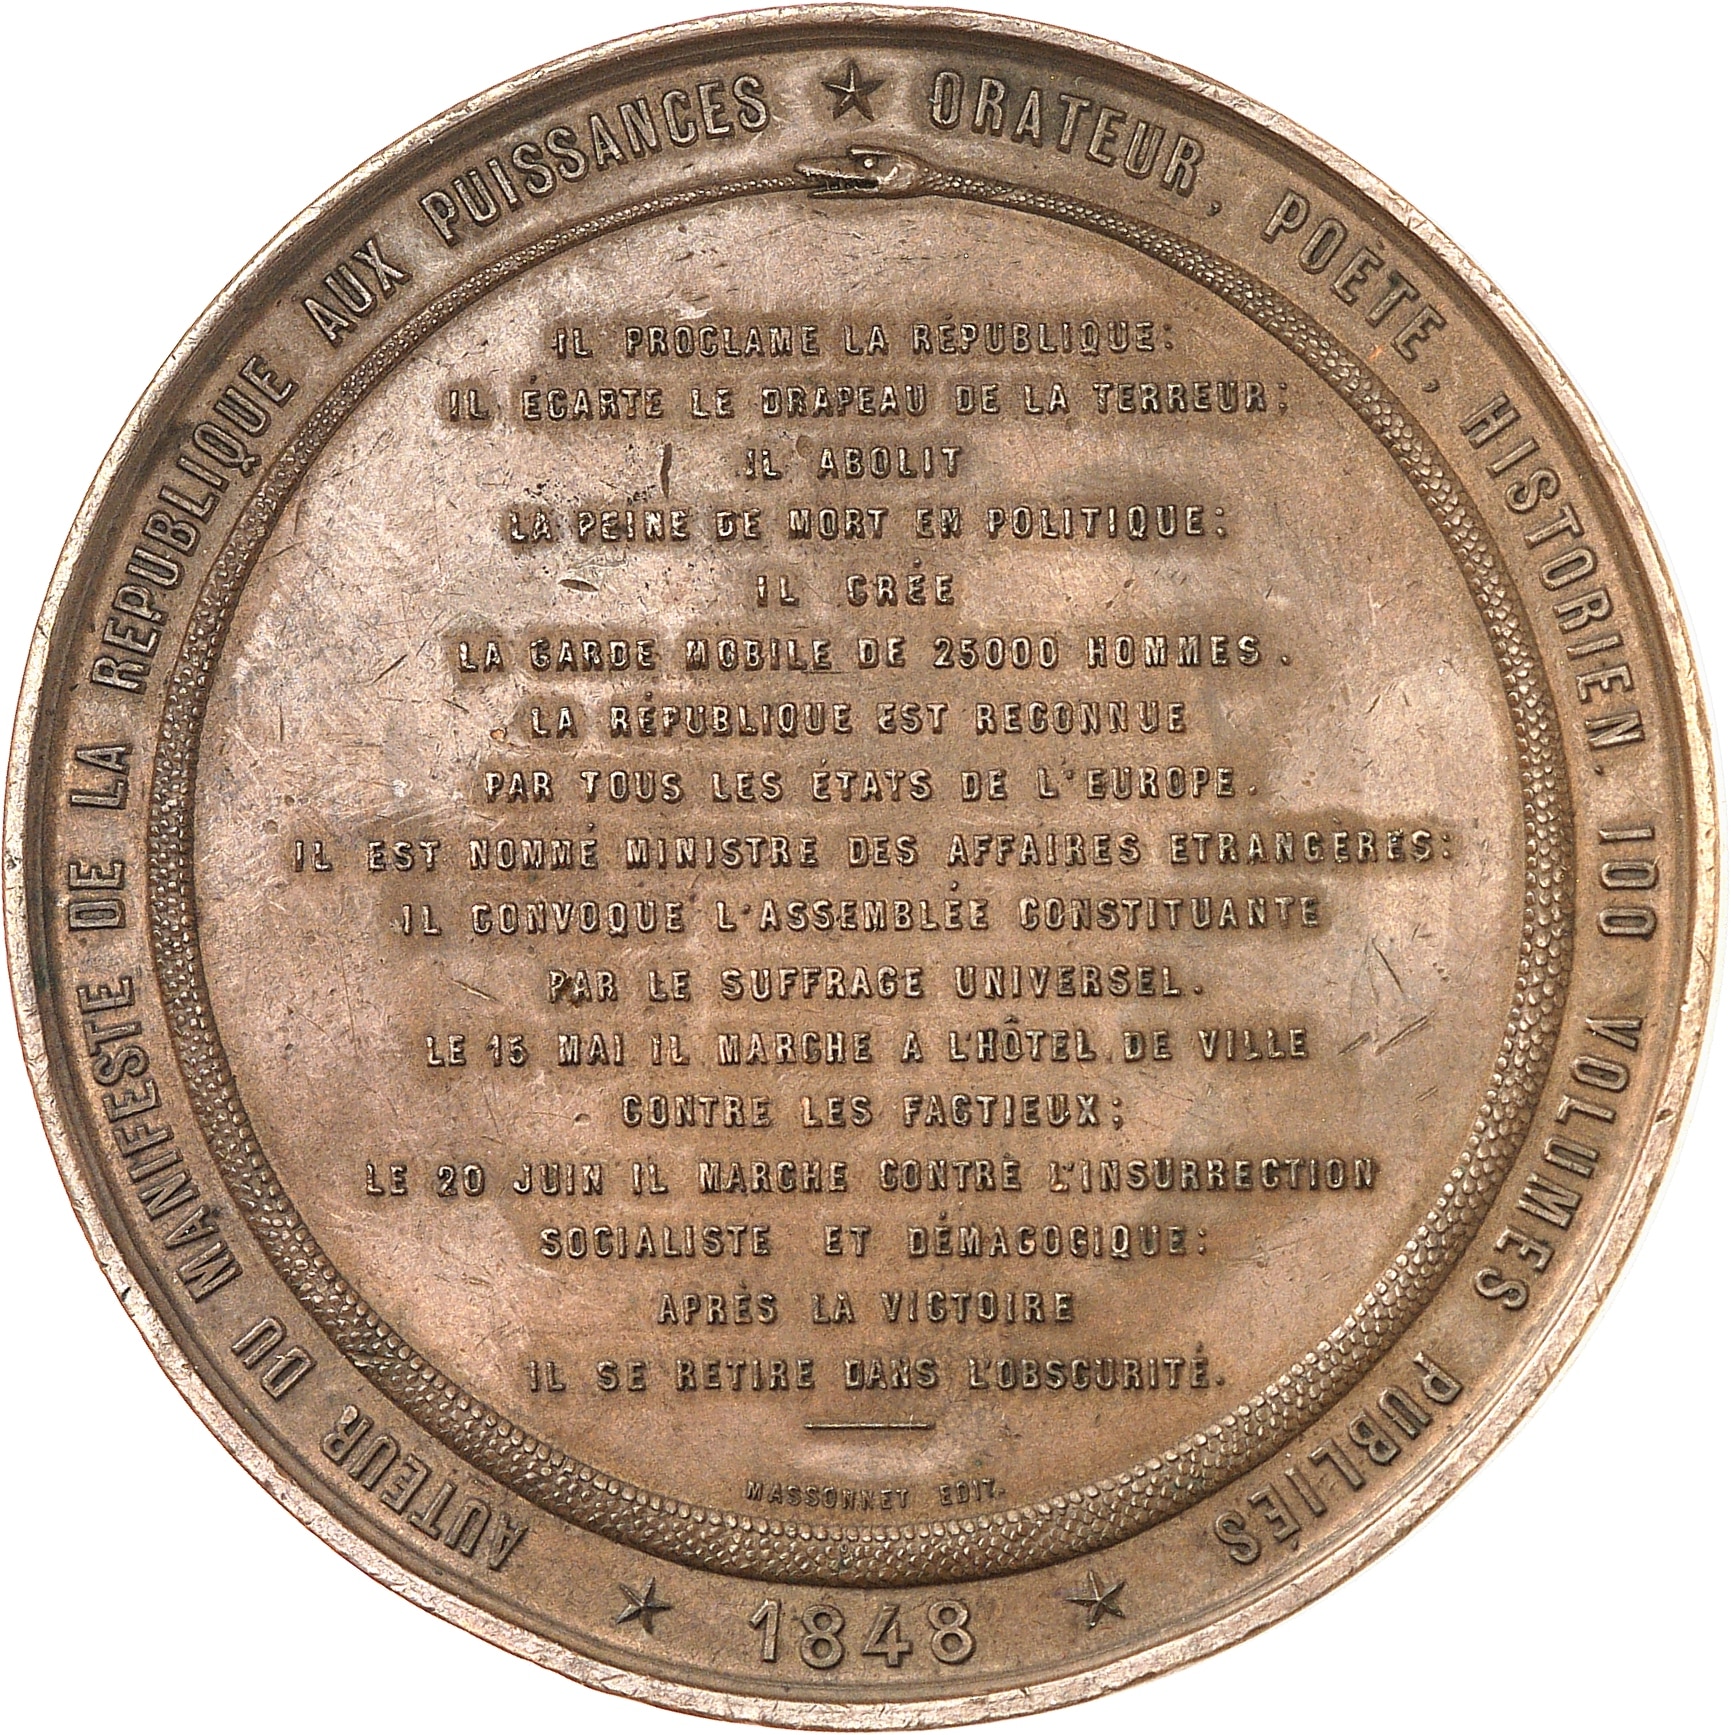 AUTEUR DU MANIFESTE DE LA RÉPUBLIQUE AUX PUISSANCES ★ ORATEUR, POÈTE, HISTORIEN. 100 VOLUMES PUBLIÉS
IL PROCLAME LA RÉPUBLIQUE:
IL ÉCARTE LE DRAPEAU DE LA TERREUR;
IL ABOLIT
LA PEINE DE MORT EN POLITIQUE;
IL CRÉE
LA GARDE MOBILE DE 25000 HOMMES.
LA RÉPUBLIQUE EST RECONNUE
PAR TOUS LES ÉTATS DE L'EUROPE.
IL EST NOMMÉ MINISTRE DES AFFAIRES ETRANGÈRES:
IL CONVOQUE L'ASSEMBLÉE CONSTITUANTE
PAR LE SUFFRAGE UNIVERSEL.
LE 15 MAI IL MARCHE A L'HÔTEL DE VILLE
CONTRE LES FACTIEUX;
LE 20 JUIN IL MARCHE CONTRE L'INSURRECTION
SOCIALISTE ET DÉMAGOGIQUE:
APRÈS LA VICTOIRE
IL SE RETIRE DANS L'OBSCURITÉ.
MASSONNET EDIT.
★ 1848 ★